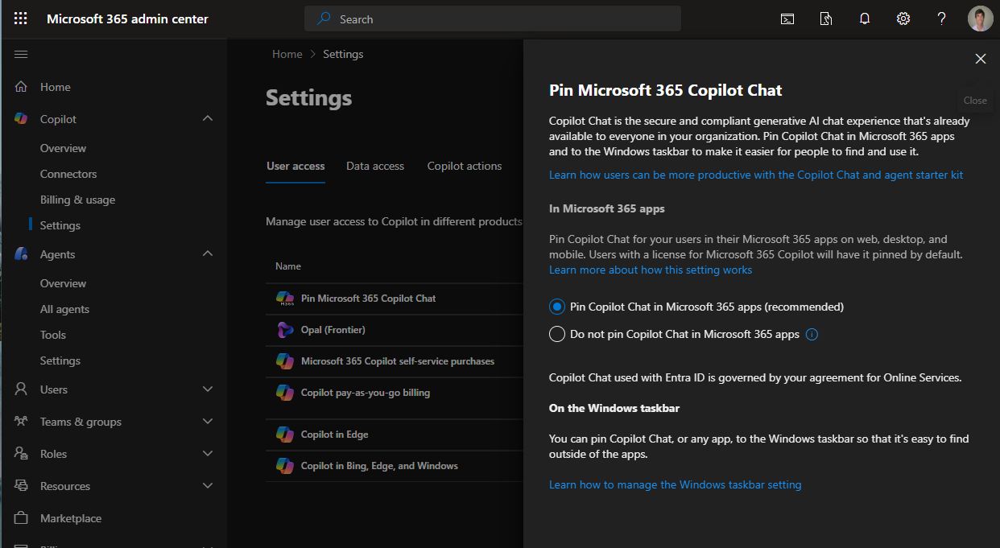 Microsoft 365 admin center
Search
Home
Copilot
Overview
Connectors
Billing & usage
Settings
Agents
Overview
All agents
Tools
Settings
Users
Teams & groups
Roles
Resources
Marketplace
Home > Settings
Settings
User access Data access Copilot actions
Manage user access to Copilot in different products
Name
M365
Pin Microsoft 365 Copilot Chat
Opal (Frontier)
Microsoft 365 Copilot self-service purchases
Copilot pay-as-you-go billing
Copilot in Edge
Copilot in Bing, Edge, and Windows
Close
Pin Microsoft 365 Copilot Chat
Copilot Chat is the secure and compliant generative AI chat experience that's already
available to everyone in your organization. Pin Copilot Chat in Microsoft 365 apps
and to the Windows taskbar to make it easier for people to find and use it.
Learn how users can be more productive with the Copilot Chat and agent starter kit
In Microsoft 365 apps
Pin Copilot Chat for your users in their Microsoft 365 apps on web, desktop, and
mobile. Users with a license for Microsoft 365 Copilot will have it pinned by default.
Learn more about how this setting works
Pin Copilot Chat in Microsoft 365 apps (recommended)
Do not pin Copilot Chat in Microsoft 365 apps
Copilot Chat used with Entra ID is governed by your agreement for Online Services.
On the Windows taskbar
You can pin Copilot Chat, or any app, to the Windows taskbar so that it's easy to find
outside of the apps.
Learn how to manage the Windows taskbar setting